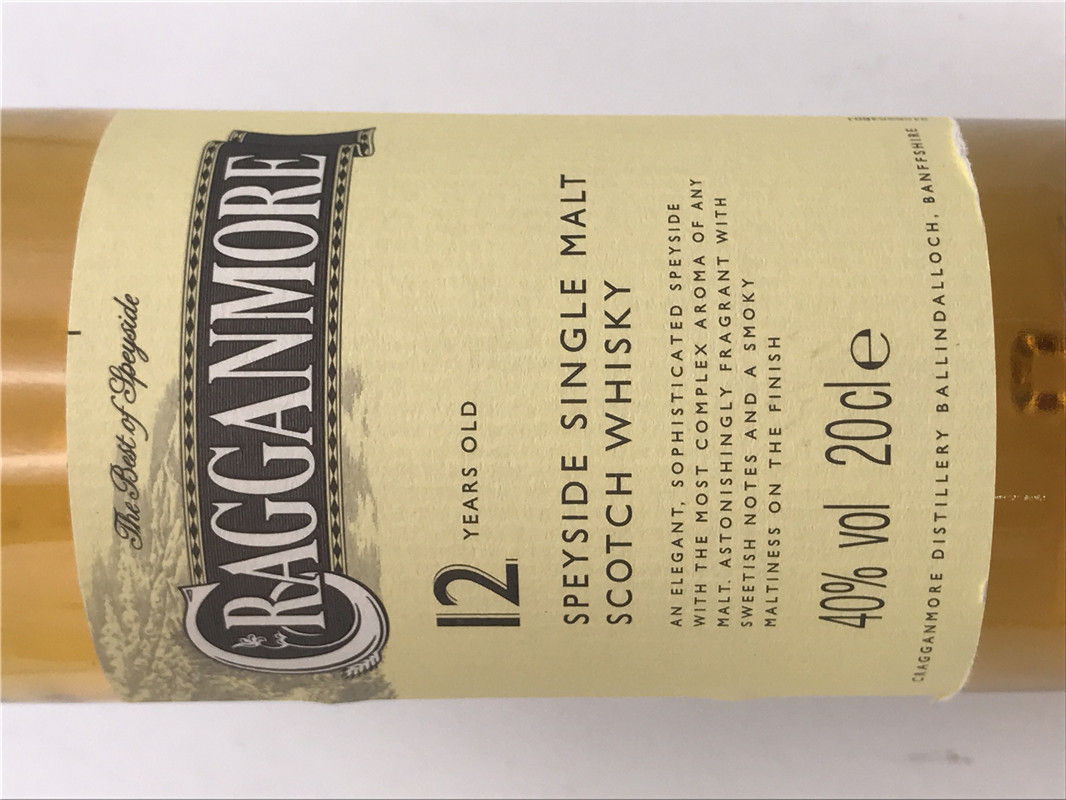 The Best of Speyside
CRAGGANMORE
12 YEARS OLD
SPEYSIDE SINGLE MALT
SCOTCH WHISKY
AN ELEGANT, SOPHISTICATED SPEYSIDE
WITH THE MOST COMPLEX AROMA OF ANY
MALT. ASTONISHINGLY FRAGRANT WITH
SWEETISH NOTES AND A SMOKY
MALTINESS ON THE FINISH
40% vol 20cl e
CRAGGANMORE DISTILLERY BALLINDALLOCH, BANFFSHIRE